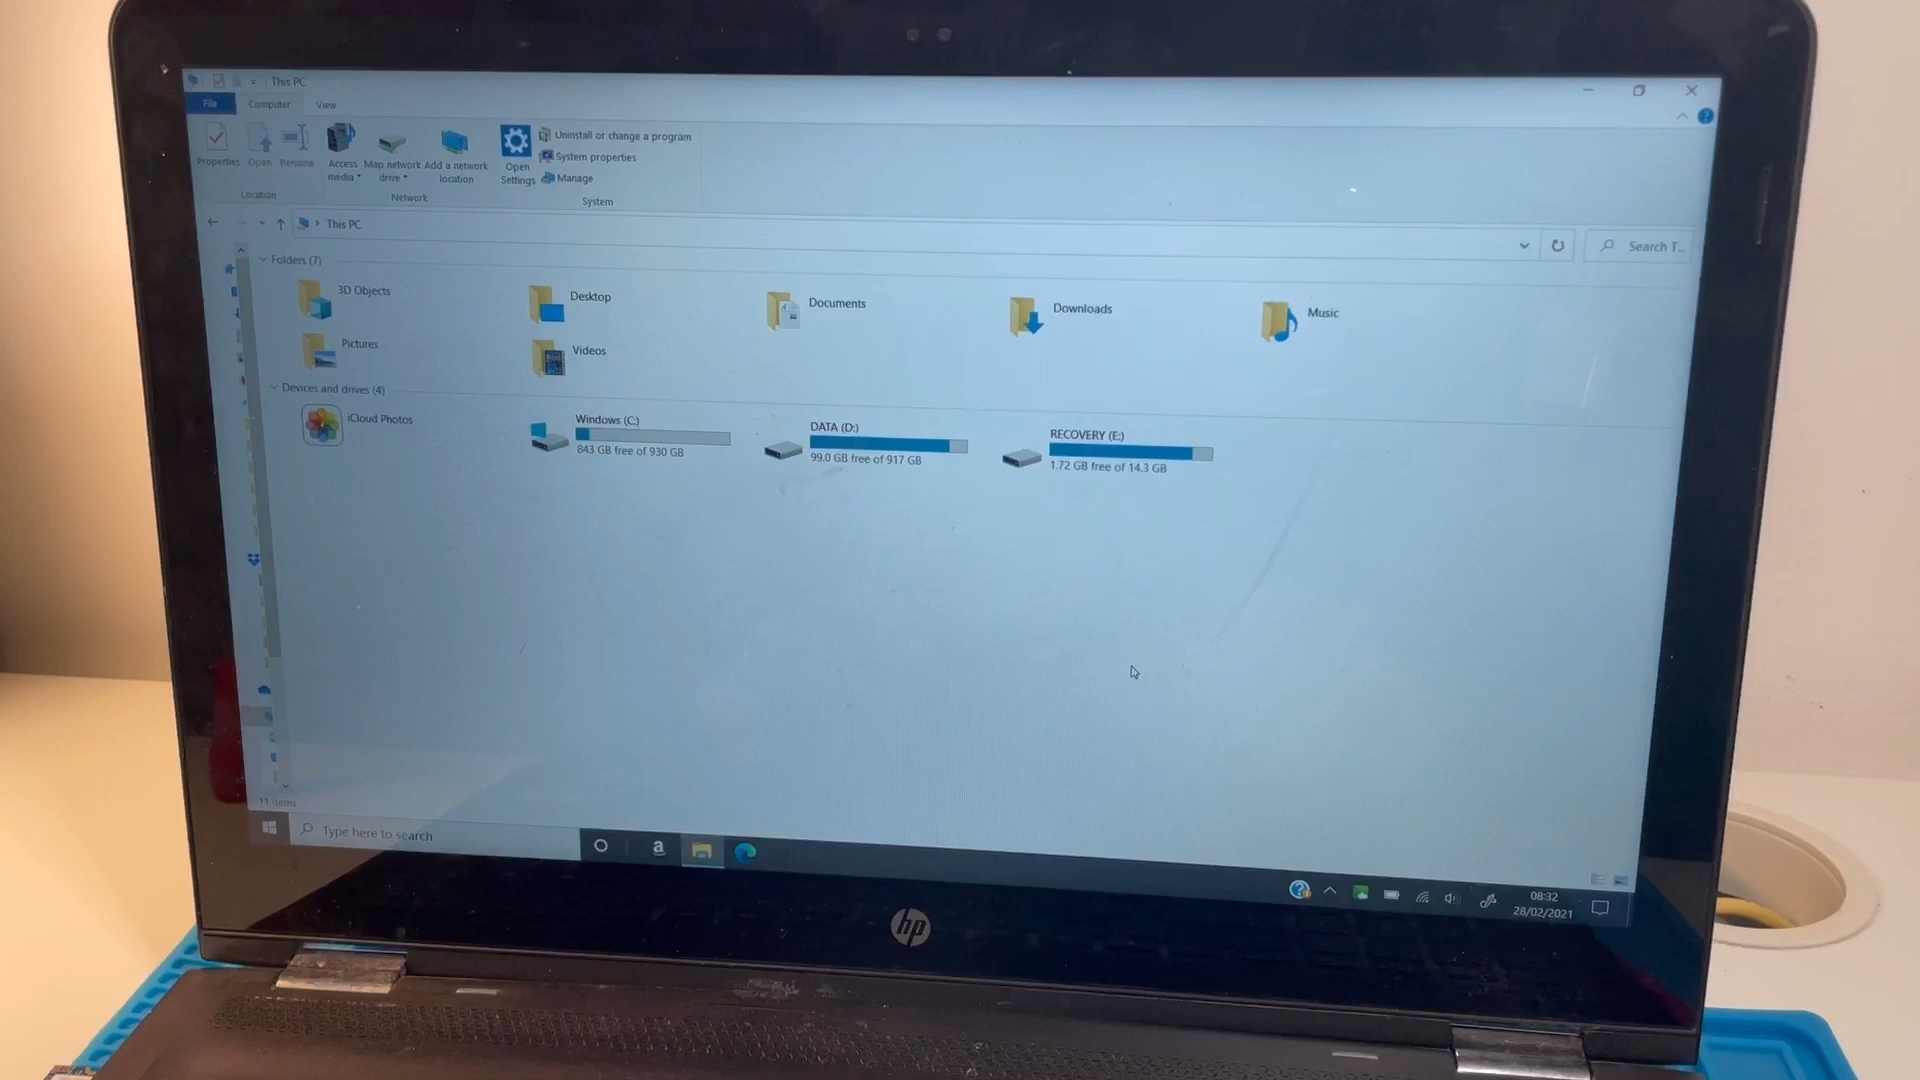 This PC
File
Computer
View
Properties
Open
Rename
Access media
Map network drive
Add a network location
Open Settings
Uninstall or change a program
System properties
Manage
Location
Network
System
This PC
Search T...
Folders (7)
3D Objects
Desktop
Documents
Downloads
Music
Pictures
Videos
Devices and drives (4)
iCloud Photos
Windows (C:)
843 GB free of 930 GB
DATA (D:)
99.0 GB free of 917 GB
RECOVERY (E:)
1.72 GB free of 14.3 GB
11 items
Type here to search
a
08:32
28/02/2021
hp